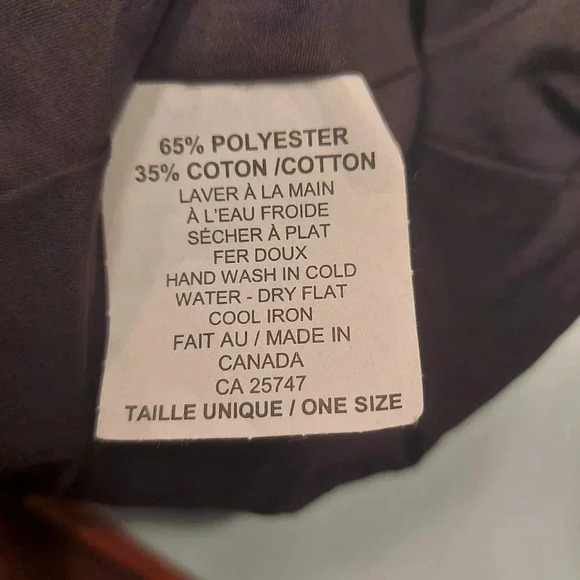 65% POLYESTER
35% COTON /COTTON
LAVER À LA MAIN
À L'EAU FROIDE
SÉCHER À PLAT
FER DOUX
HAND WASH IN COLD
WATER - DRY FLAT
COOL IRON
FAIT AU / MADE IN
CANADA
CA 25747
TAILLE UNIQUE / ONE SIZE